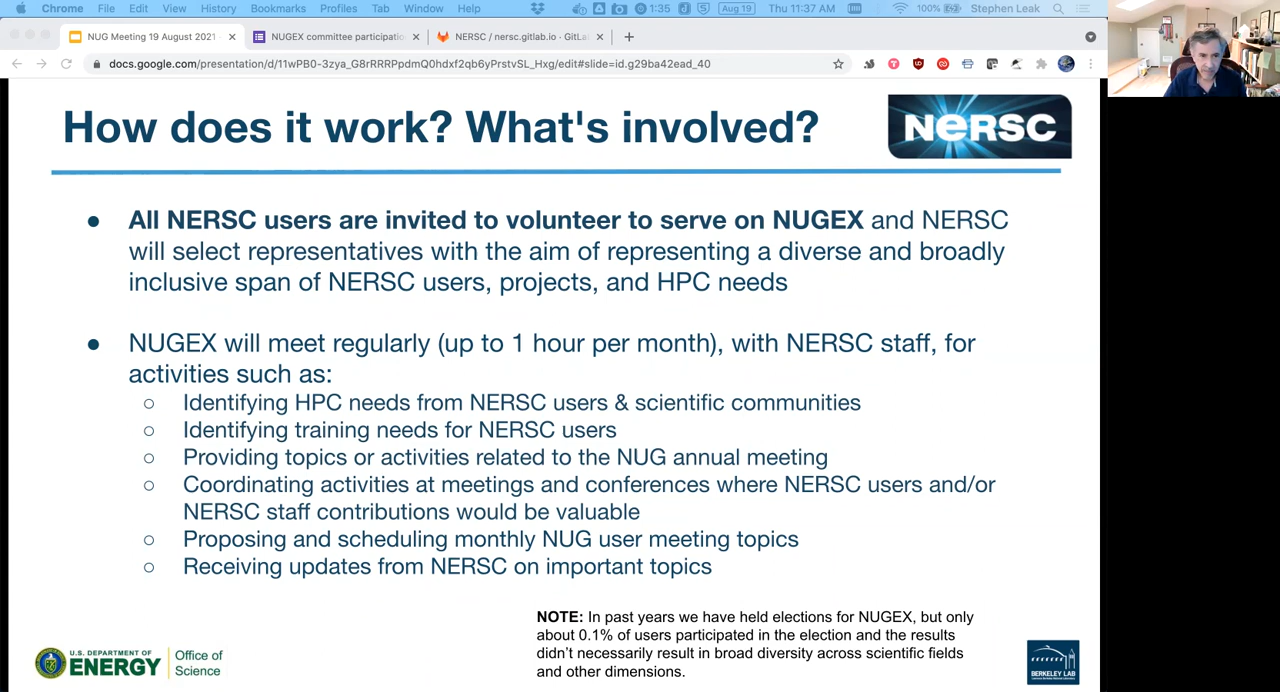 Chrome File Edit View History Bookmarks Profiles Tab Window Help 1:35 Aug 19 Thu 11:37 AM 100% Stephen Leak
NUG Meeting 19 August 2021 - NUGEX committee participation NERSC / nersc.gitlab.io · GitLab
docs.google.com/presentation/d/11wPB0-3zya_G8rRRRPpdmQ0hdxf2qb6yPrstvSL_Hxg/edit#slide=id.g29ba42ead_40
How does it work? What's involved?
NERSC
● All NERSC users are invited to volunteer to serve on NUGEX and NERSC
will select representatives with the aim of representing a diverse and broadly
inclusive span of NERSC users, projects, and HPC needs
● NUGEX will meet regularly (up to 1 hour per month), with NERSC staff, for
activities such as:
○ Identifying HPC needs from NERSC users & scientific communities
○ Identifying training needs for NERSC users
○ Providing topics or activities related to the NUG annual meeting
○ Coordinating activities at meetings and conferences where NERSC users and/or
NERSC staff contributions would be valuable
○ Proposing and scheduling monthly NUG user meeting topics
○ Receiving updates from NERSC on important topics
NOTE: In past years we have held elections for NUGEX, but only
about 0.1% of users participated in the election and the results
didn't necessarily result in broad diversity across scientific fields
and other dimensions.
U.S. DEPARTMENT OF
ENERGY
Office of
Science
BERKELEY LAB